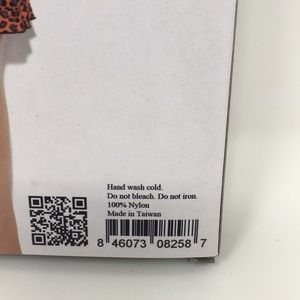 Hand wash cold.
Do not bleach. Do not iron.
100% Nylon
Made in Taiwan
8 46073 08258 7